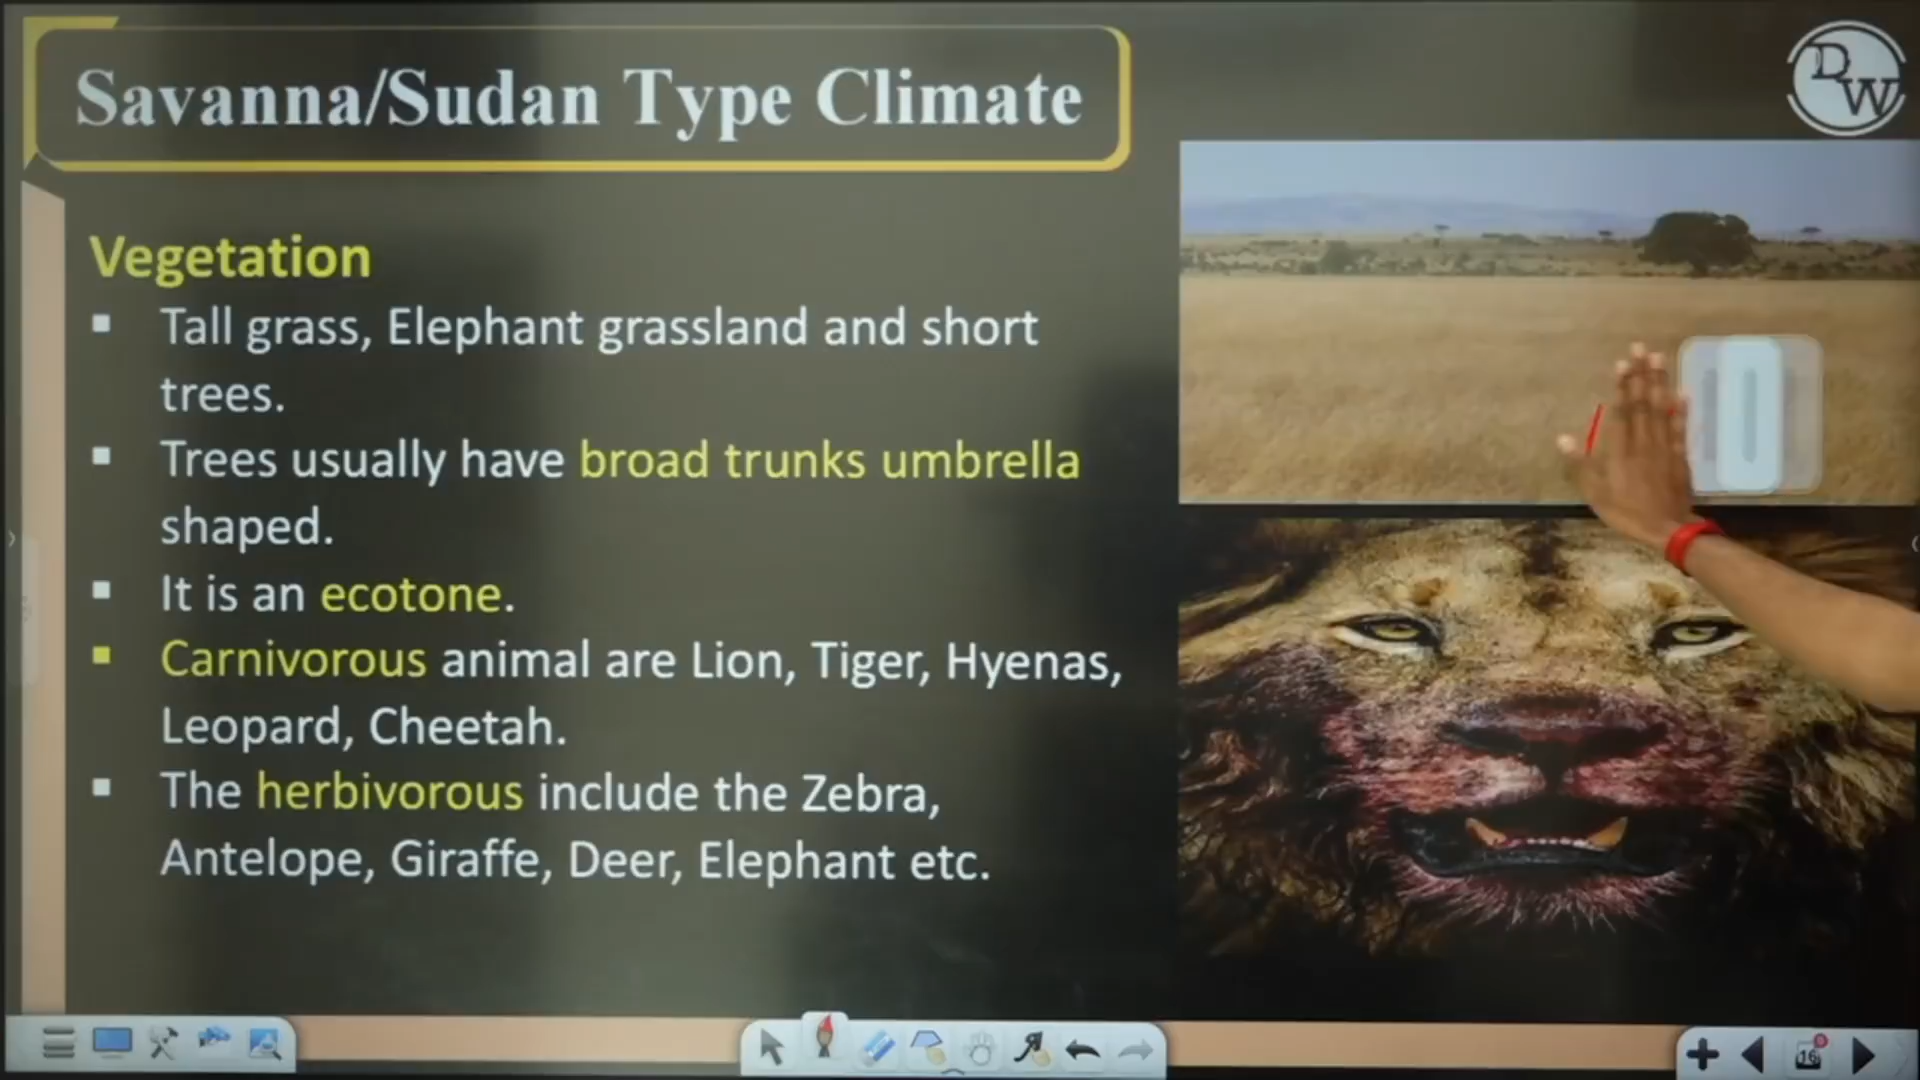 Savanna/Sudan Type Climate
PW
Vegetation
▪ Tall grass, Elephant grassland and short
trees.
▪ Trees usually have broad trunks umbrella
shaped.
▪ It is an ecotone.
▪ Carnivorous animal are Lion, Tiger, Hyenas,
Leopard, Cheetah.
▪ The herbivorous include the Zebra,
Antelope, Giraffe, Deer, Elephant etc.
16